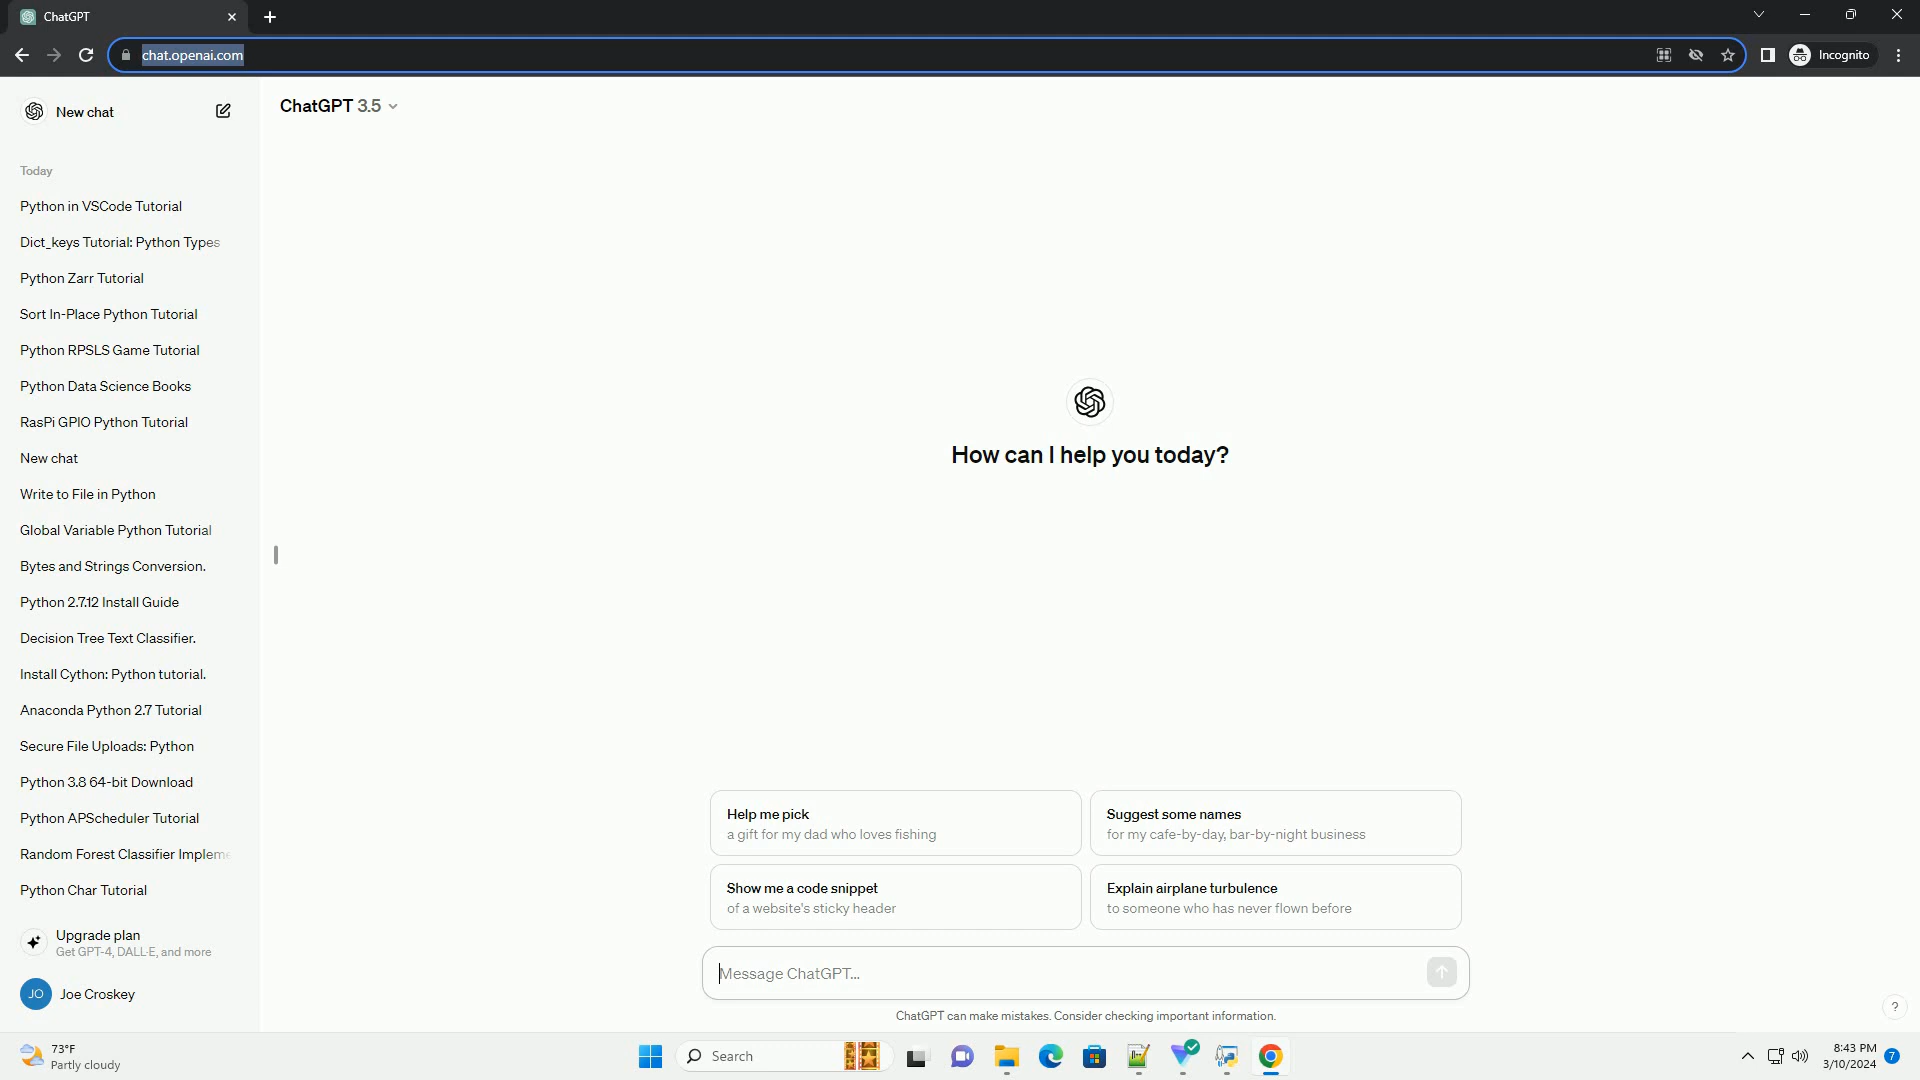 ChatGPT
chat.openai.com
Incognito
New chat
ChatGPT 3.5
Today
Python in VSCode Tutorial
Dict_keys Tutorial: Python Types
Python Zarr Tutorial
Sort In-Place Python Tutorial
Python RPSLS Game Tutorial
Python Data Science Books
RasPi GPIO Python Tutorial
New chat
Write to File in Python
Global Variable Python Tutorial
Bytes and Strings Conversion.
Python 2.7.12 Install Guide
Decision Tree Text Classifier.
Install Cython: Python tutorial.
Anaconda Python 2.7 Tutorial
Secure File Uploads: Python
Python 3.8 64-bit Download
Python APScheduler Tutorial
Random Forest Classifier Impleme
Python Char Tutorial
Upgrade plan
Get GPT-4, DALL·E, and more
JO Joe Croskey
How can I help you today?
Help me pick
a gift for my dad who loves fishing
Suggest some names
for my cafe-by-day, bar-by-night business
Show me a code snippet
of a website's sticky header
Explain airplane turbulence
to someone who has never flown before
Message ChatGPT...
ChatGPT can make mistakes. Consider checking important information.
?
73°F
Partly cloudy
Search
8:43 PM
3/10/2024
7